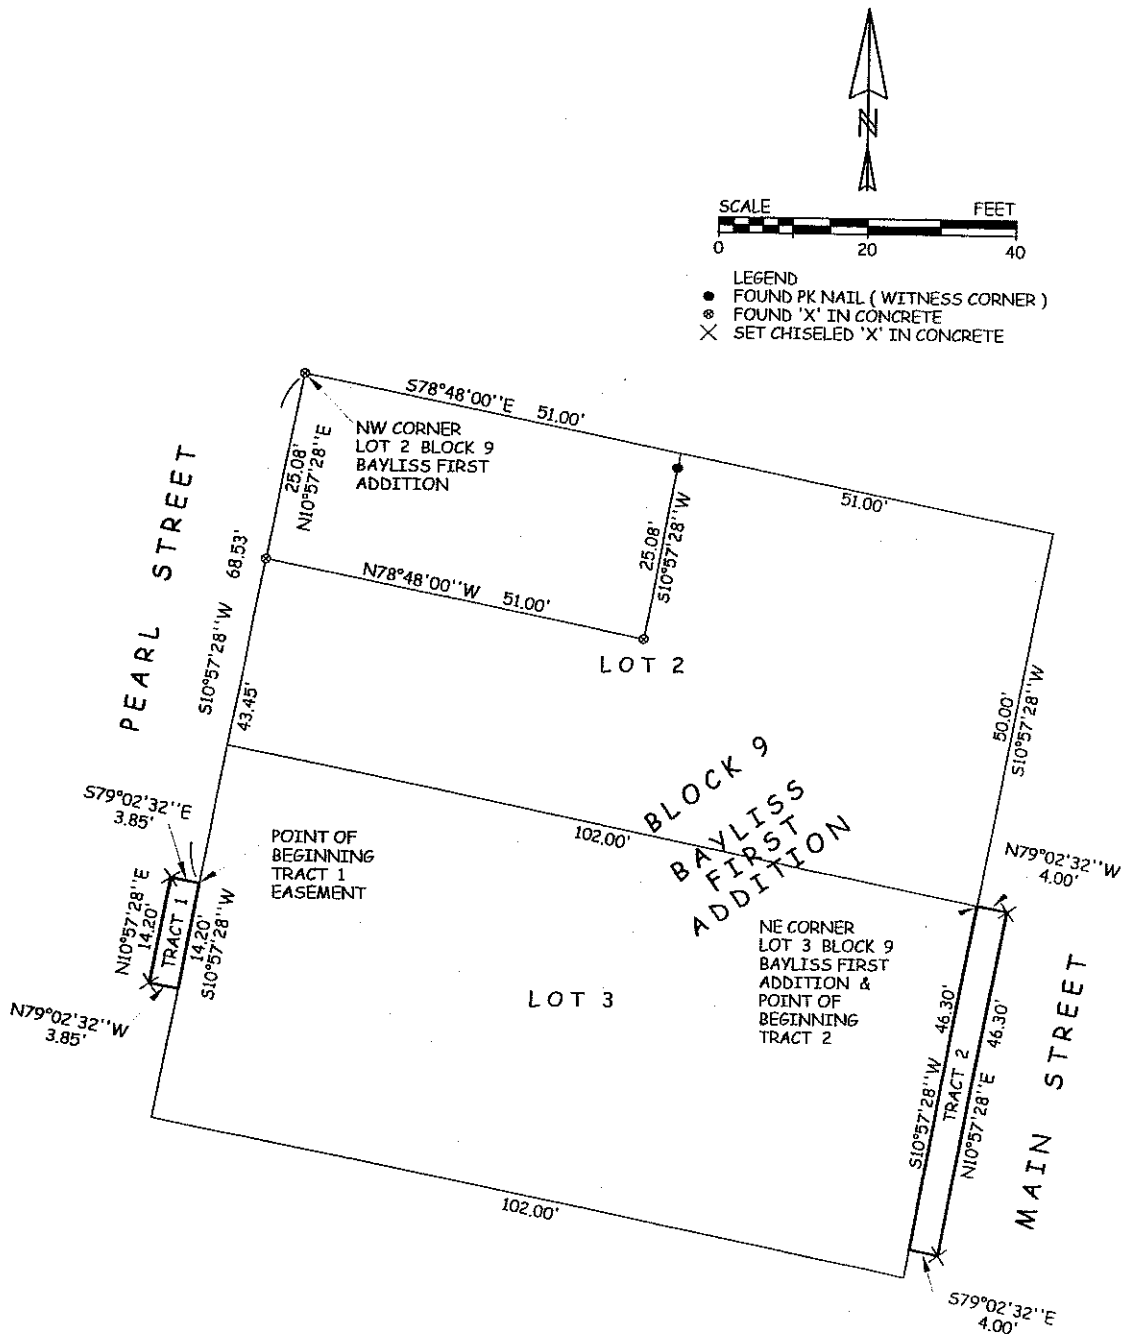 N
SCALE FEET
0 20 40
LEGEND
FOUND PK NAIL ( WITNESS CORNER )
FOUND 'X' IN CONCRETE
SET CHISELED 'X' IN CONCRETE
S78°48'00''E 51.00'
51.00'
NW CORNER
LOT 2 BLOCK 9
BAYLISS FIRST
ADDITION
25.08'
N10°57'28''E
25.08'
S10°57'28''W
N78°48'00''W 51.00'
PEARL STREET
S10°57'28''W 68.53'
43.45'
LOT 2
50.00'
S10°57'28''W
BLOCK 9
BAYLISS
FIRST
ADDITION
102.00'
S79°02'32''E
3.85'
POINT OF
BEGINNING
TRACT 1
EASEMENT
N10°57'28''E
14.20'
TRACT 1
14.20'
S10°57'28''W
N79°02'32''W
3.85'
N79°02'32''W
4.00'
NE CORNER
LOT 3 BLOCK 9
BAYLISS FIRST
ADDITION &
POINT OF
BEGINNING
TRACT 2
LOT 3
S10°57'28''W 46.30'
TRACT 2
N10°57'28''E 46.30'
MAIN STREET
102.00'
S79°02'32''E
4.00'